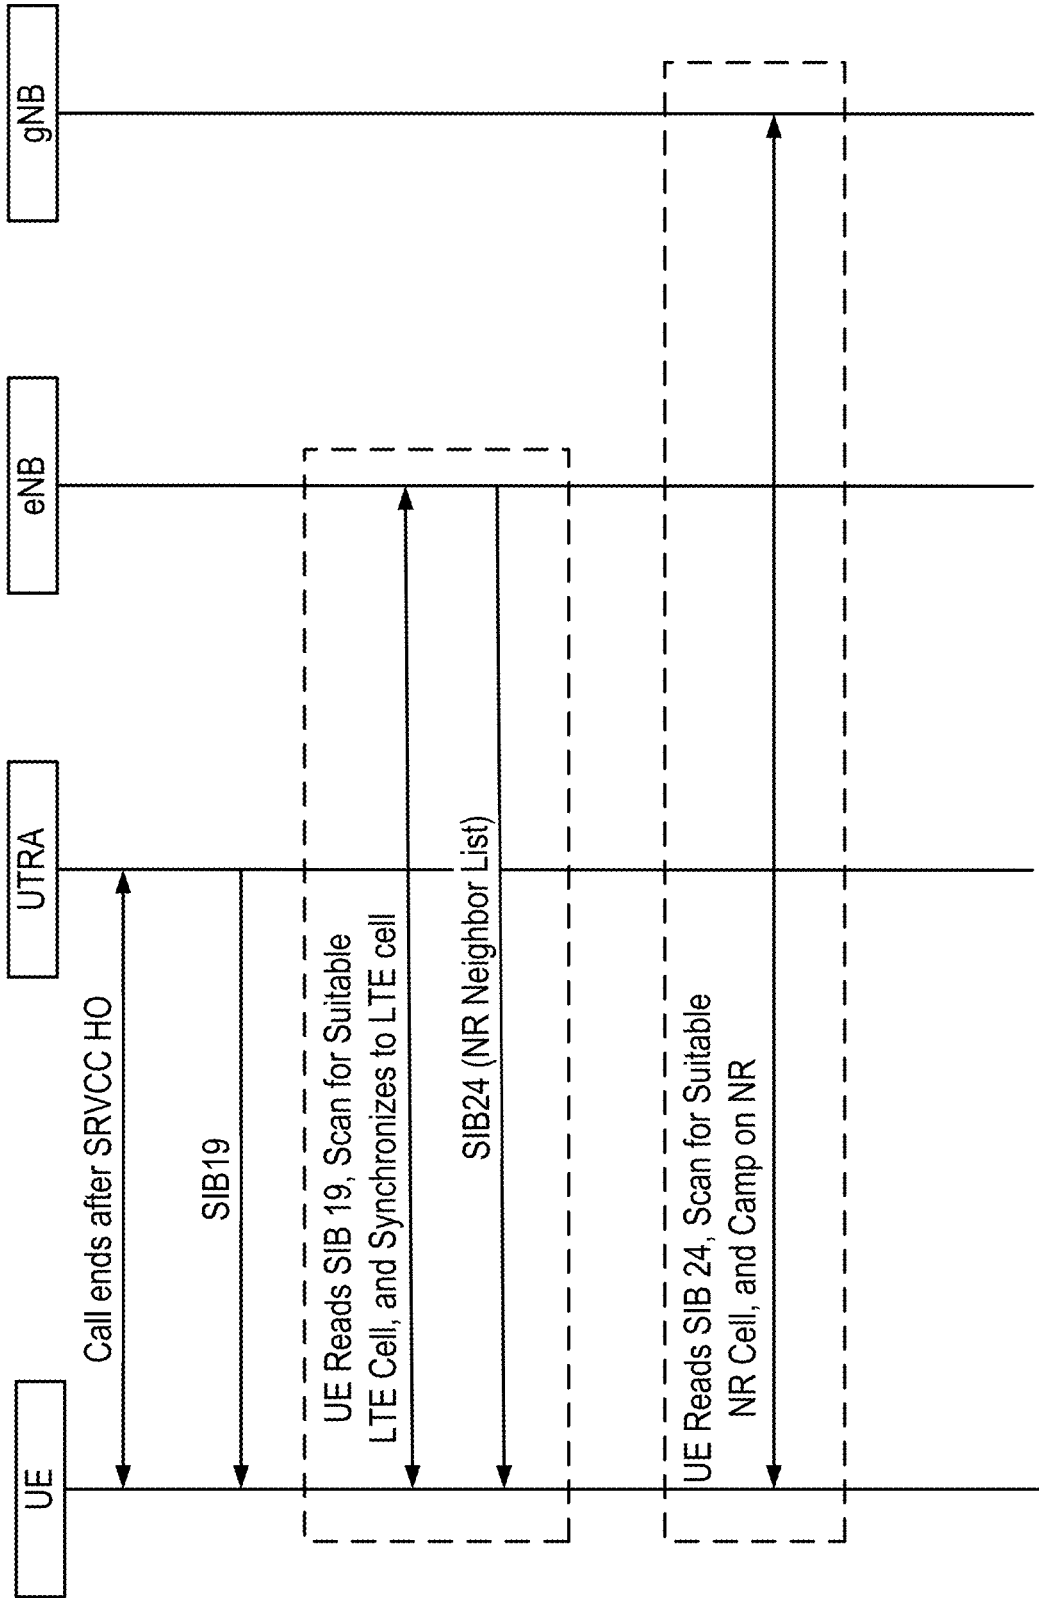 UE
UTRA
eNB
gNB
Call ends after SRVCC HO
SIB19
UE Reads SIB 19, Scan for Suitable
LTE Cell, and Synchronizes to LTE cell
SIB24 (NR Neighbor List)
UE Reads SIB 24, Scan for Suitable
NR Cell, and Camp on NR